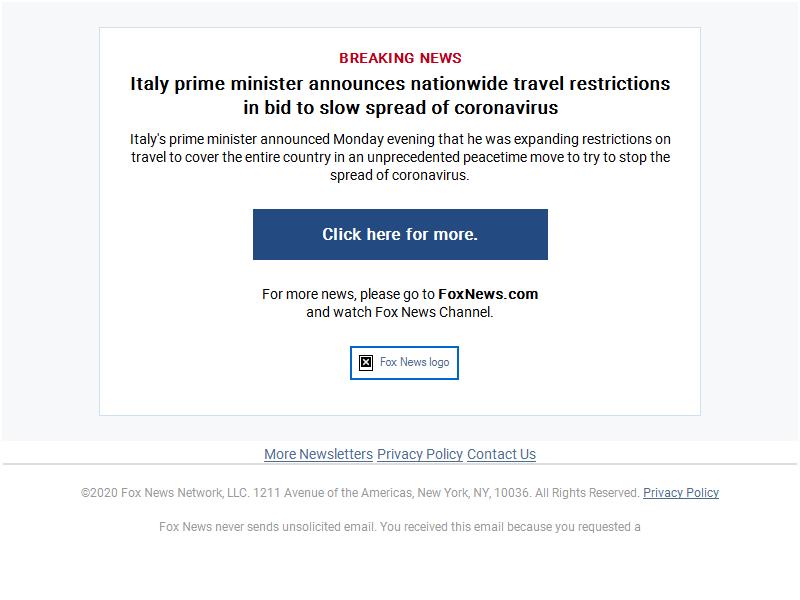 BREAKING NEWS
Italy prime minister announces nationwide travel restrictions
in bid to slow spread of coronavirus
Italy's prime minister announced Monday evening that he was expanding restrictions on
travel to cover the entire country in an unprecedented peacetime move to try to stop the
spread of coronavirus.
Click here for more.
For more news, please go to FoxNews.com
and watch Fox News Channel.
Fox News logo
More Newsletters Privacy Policy Contact Us
©2020 Fox News Network, LLC. 1211 Avenue of the Americas, New York, NY, 10036. All Rights Reserved. Privacy Policy
Fox News never sends unsolicited email. You received this email because you requested a